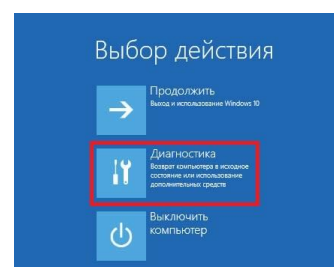 Выбор действия
Продолжить
Выход и использование Windows 10
Диагностика
Возврат компьютера в исходное
состояние или использование
дополнительных средств
Выключить
компьютер